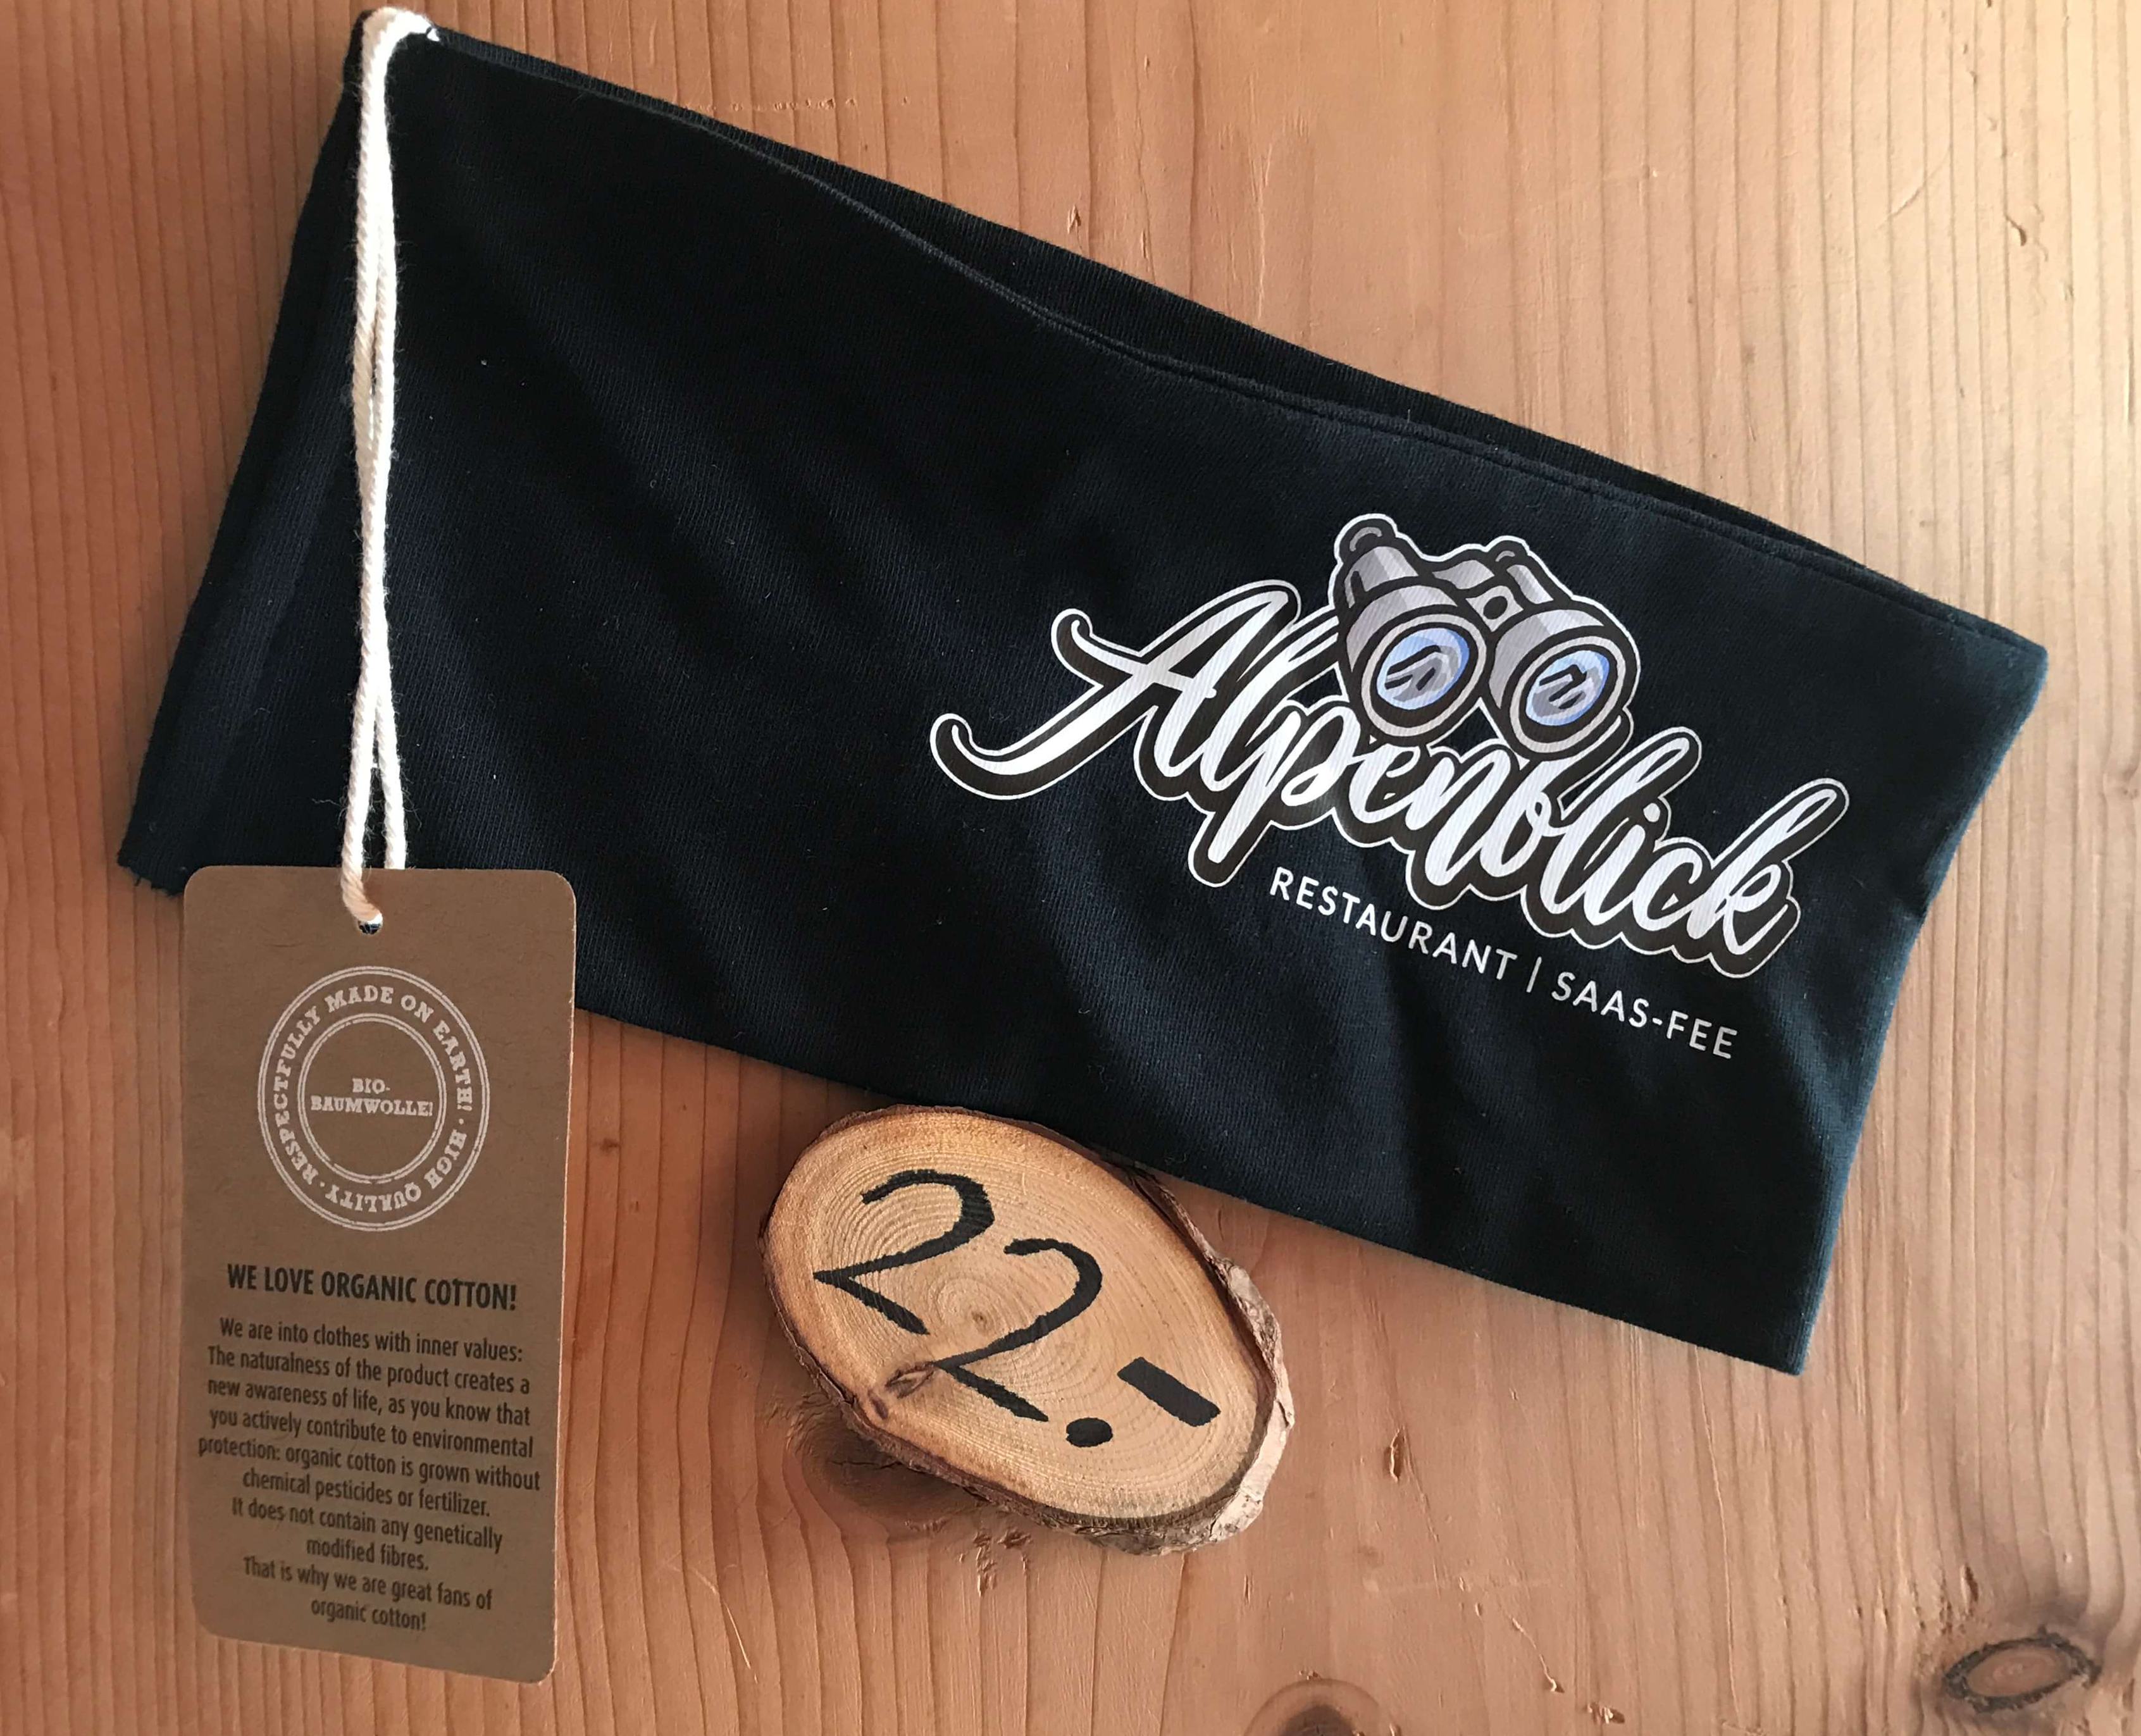 Alpenblick
RESTAURANT | SAAS-FEE
RESPECTFULLY MADE ON EARTH! · HIGH QUALITY ·
BIO-
BAUMWOLLE!
WE LOVE ORGANIC COTTON!
We are into clothes with inner values:
The naturalness of the product creates a
new awareness of life, as you know that
you actively contribute to environmental
protection: organic cotton is grown without
chemical pesticides or fertilizer.
It does not contain any genetically
modified fibres.
That is why we are great fans of
organic cotton!
22.-